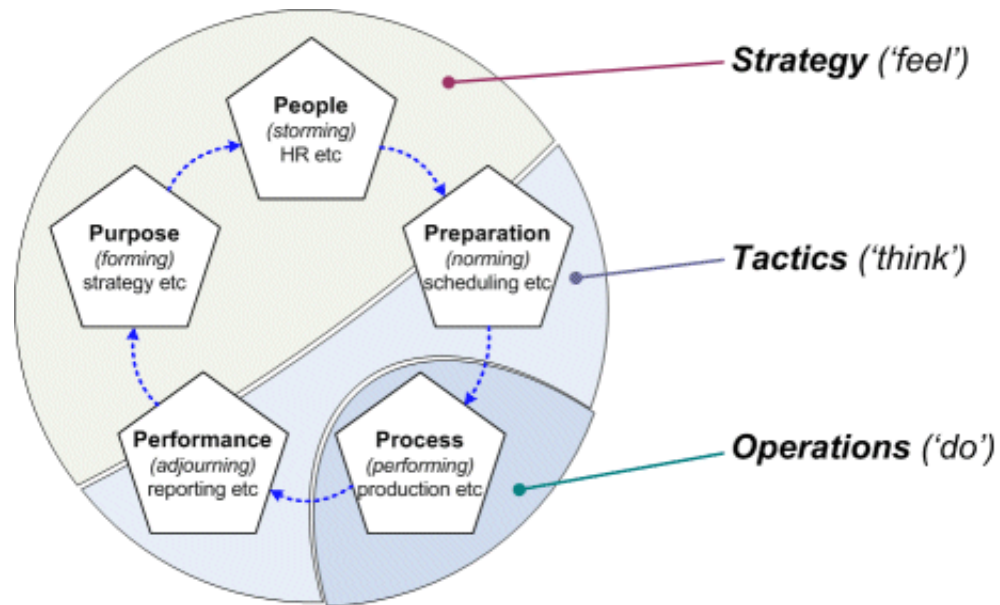 Strategy (‘feel’)
People
(storming)
HR etc
Purpose
(forming)
strategy etc
Preparation
(norming)
scheduling etc
Tactics (‘think’)
Performance
(adjourning)
reporting etc
Process
(performing)
production etc
Operations (‘do’)